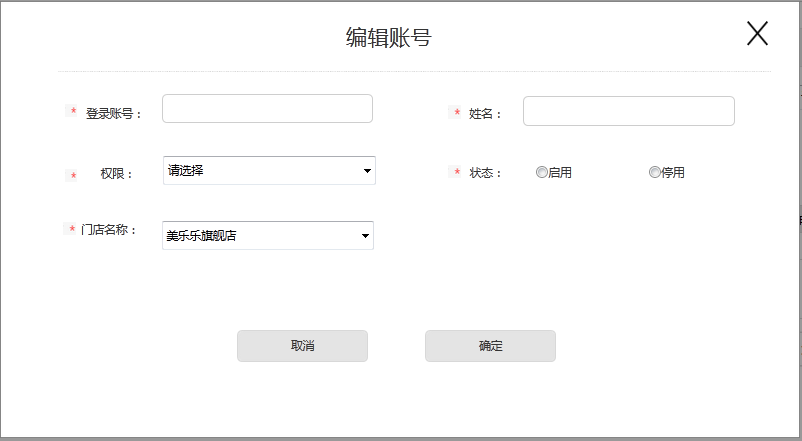 编辑账号
* 登录账号：
* 姓名：
* 权限： 请选择
* 状态： 启用 停用
* 门店名称： 美乐乐旗舰店
取消 确定